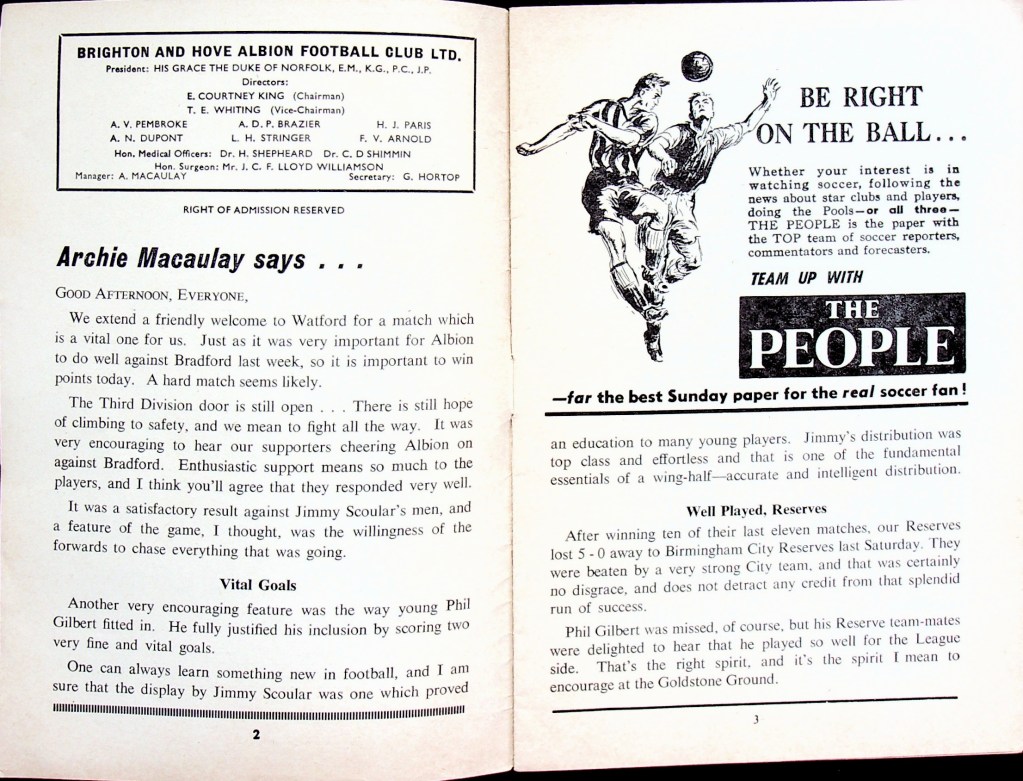 BRIGHTON AND HOVE ALBION FOOTBALL CLUB LTD.
President: HIS GRACE THE DUKE OF NORFOLK, E.M., K.G., P.C., J.P.
Directors:
E. COURTNEY KING (Chairman)
T. E. WHITING (Vice-Chairman)
A. V. PEMBROKE A. D. P. BRAZIER H. J. PARIS
A. N. DUPONT L. H. STRINGER F. V. ARNOLD
Hon. Medical Officers: Dr. H. SHEPHEARD Dr. C. D SHIMMIN
Hon. Surgeon: Mr. J. C. F. LLOYD WILLIAMSON
Manager: A. MACAULAY Secretary: G. HORTOP
RIGHT OF ADMISSION RESERVED
Archie Macaulay says . . .
GOOD AFTERNOON, EVERYONE,
We extend a friendly welcome to Watford for a match which
is a vital one for us. Just as it was very important for Albion
to do well against Bradford last week, so it is important to win
points today. A hard match seems likely.
The Third Division door is still open . . . There is still hope
of climbing to safety, and we mean to fight all the way. It was
very encouraging to hear our supporters cheering Albion on
against Bradford. Enthusiastic support means so much to the
players, and I think you'll agree that they responded very well.
It was a satisfactory result against Jimmy Scoular's men, and
a feature of the game, I thought, was the willingness of the
forwards to chase everything that was going.
Vital Goals
Another very encouraging feature was the way young Phil
Gilbert fitted in. He fully justified his inclusion by scoring two
very fine and vital goals.
One can always learn something new in football, and I am
sure that the display by Jimmy Scoular was one which proved
2
BE RIGHT
ON THE BALL...
Whether your interest is in
watching soccer, following the
news about star clubs and players,
doing the Pools—or all three—
THE PEOPLE is the paper with
the TOP team of soccer reporters,
commentators and forecasters.
TEAM UP WITH
THE
PEOPLE
—far the best Sunday paper for the real soccer fan!
an education to many young players. Jimmy's distribution was
top class and effortless and that is one of the fundamental
essentials of a wing-half—accurate and intelligent distribution.
Well Played, Reserves
After winning ten of their last eleven matches, our Reserves
lost 5 - 0 away to Birmingham City Reserves last Saturday. They
were beaten by a very strong City team, and that was certainly
no disgrace, and does not detract any credit from that splendid
run of success.
Phil Gilbert was missed, of course, but his Reserve team-mates
were delighted to hear that he played so well for the League
side. That's the right spirit, and it's the spirit I mean to
encourage at the Goldstone Ground.
3